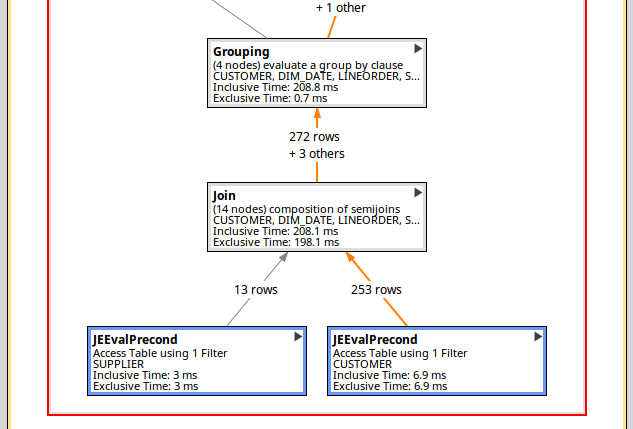 + 1 other
Grouping
(4 nodes) evaluate a group by clause
CUSTOMER, DIM_DATE, LINEORDER, S...
Inclusive Time: 208.8 ms
Exclusive Time: 0.7 ms
272 rows
+ 3 others
Join
(14 nodes) composition of semijoins
CUSTOMER, DIM_DATE, LINEORDER, S...
Inclusive Time: 208.1 ms
Exclusive Time: 198.1 ms
13 rows
253 rows
JEEvalPrecond
Access Table using 1 Filter
SUPPLIER
Inclusive Time: 3 ms
Exclusive Time: 3 ms
JEEvalPrecond
Access Table using 1 Filter
CUSTOMER
Inclusive Time: 6.9 ms
Exclusive Time: 6.9 ms